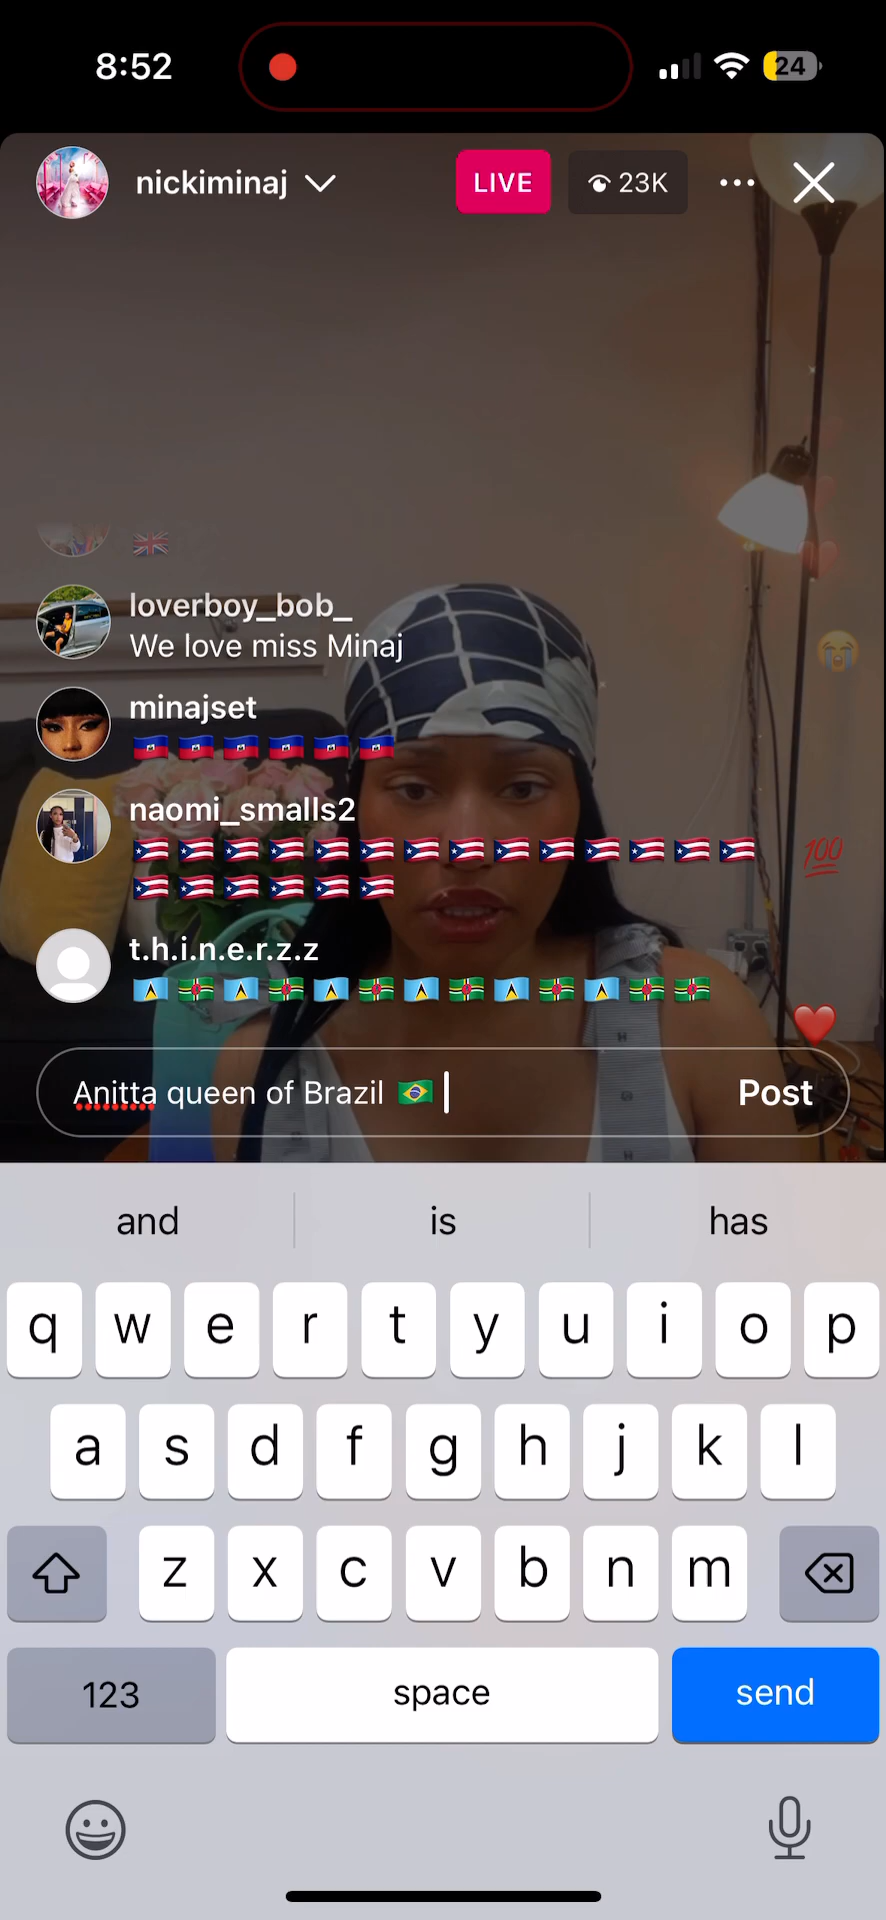 8:52
24
nickiminaj
LIVE
23K
loverboy_bob_
We love miss Minaj
minajset
🇭🇹🇭🇹🇭🇹🇭🇹🇭🇹🇭🇹
naomi_smalls2
🇵🇷🇵🇷🇵🇷🇵🇷🇵🇷🇵🇷🇵🇷🇵🇷🇵🇷🇵🇷🇵🇷🇵🇷🇵🇷🇵🇷
🇵🇷🇵🇷🇵🇷🇵🇷🇵🇷🇵🇷
t.h.i.n.e.r.z.z
🇱🇨🇩🇲🇱🇨🇩🇲🇱🇨🇩🇲🇱🇨🇩🇲🇱🇨🇩🇲🇱🇨🇩🇲🇩🇲
Anitta queen of Brazil 🇧🇷
Post
and is has
q w e r t y u i o p
a s d f g h j k l
z x c v b n m
123 space send